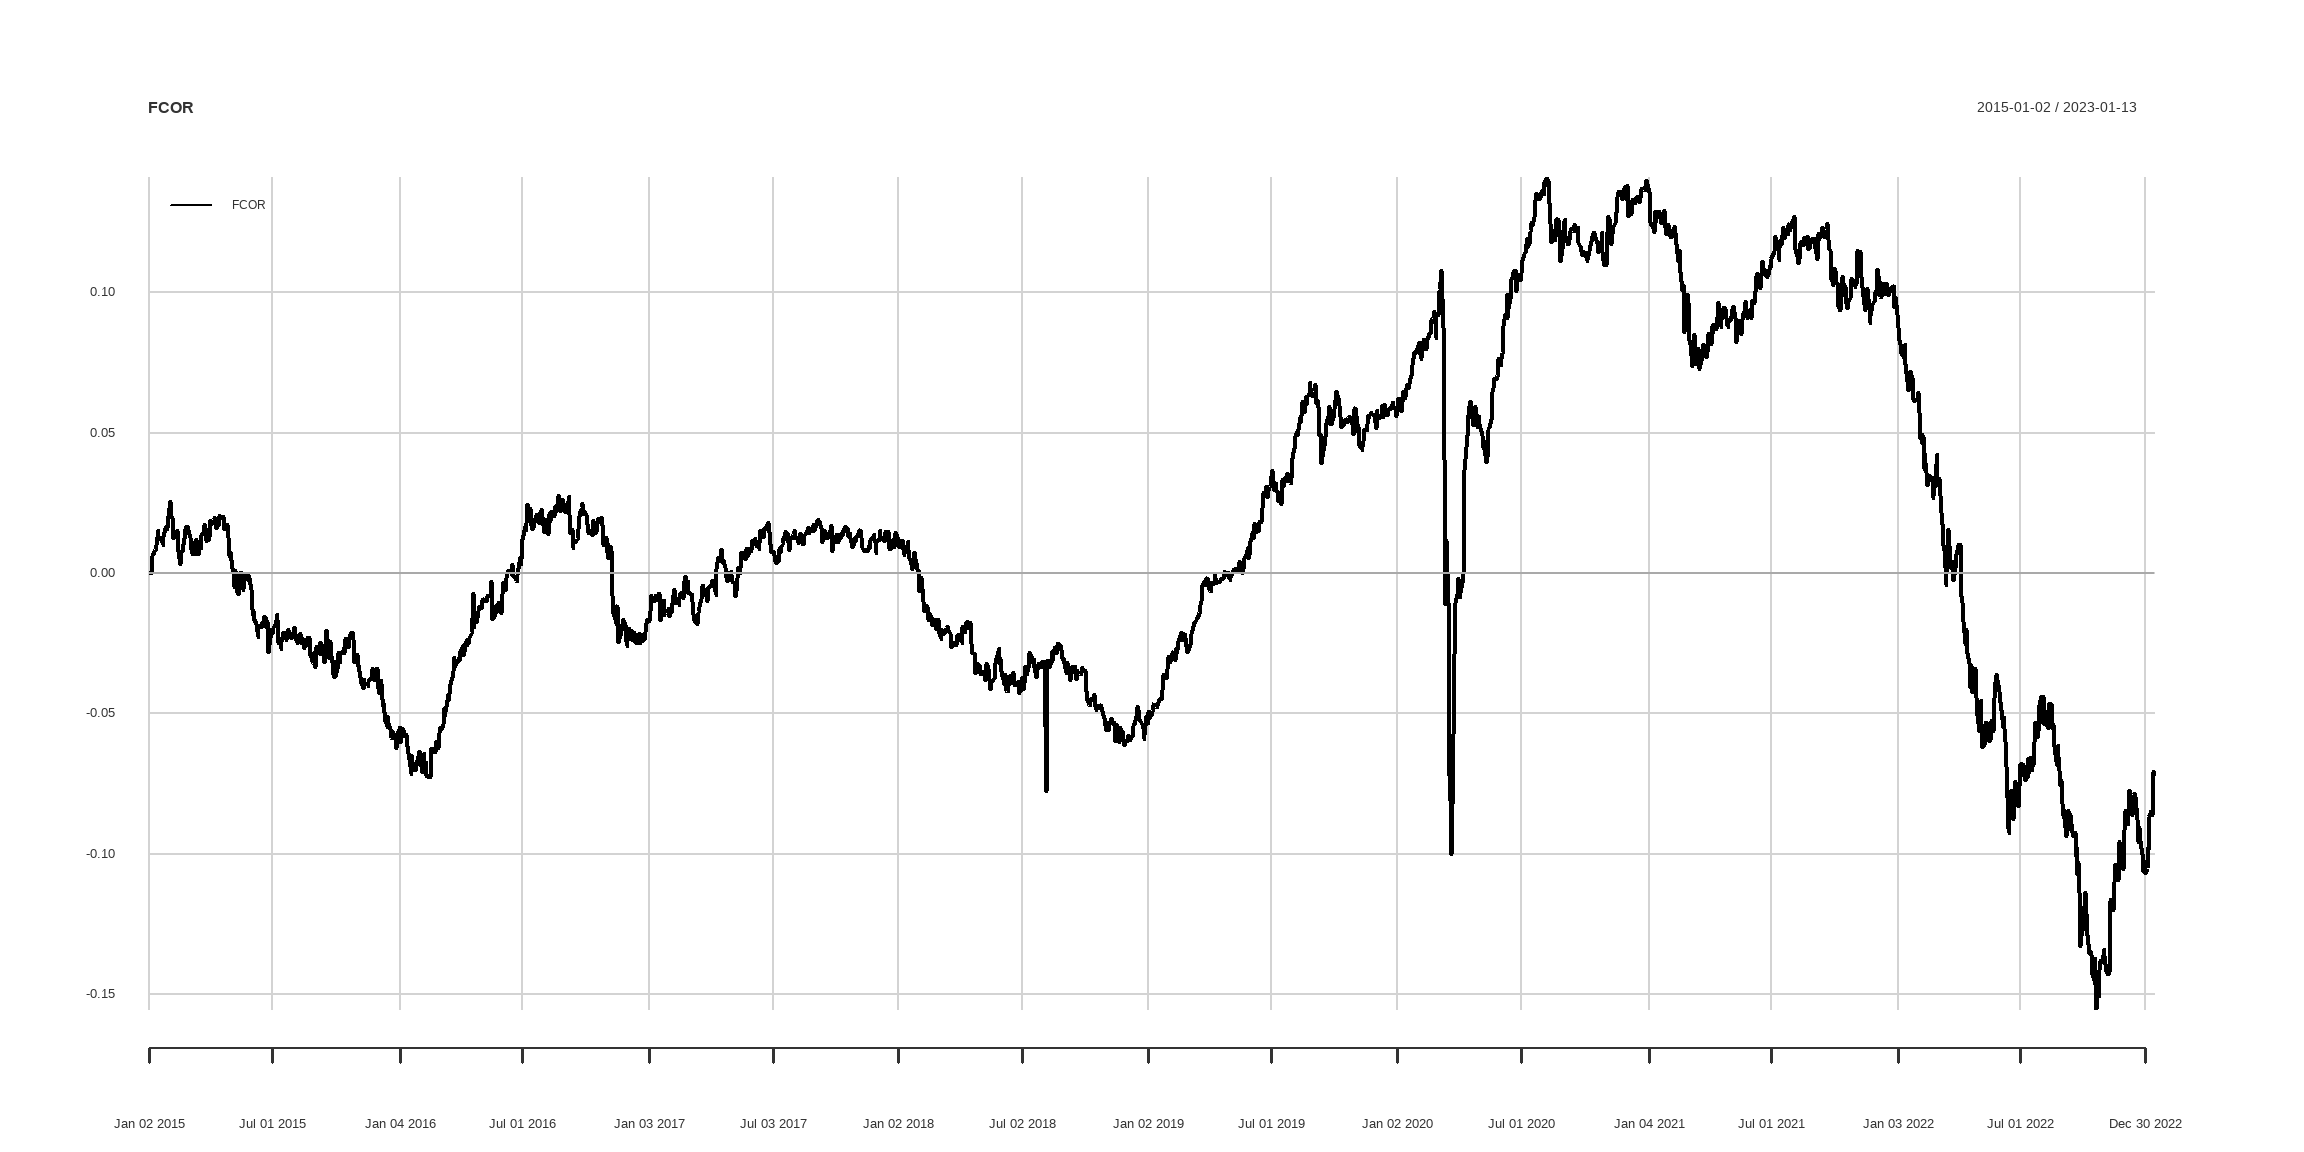 FCOR
2015-01-02 / 2023-01-13
FCOR
0.10
0.05
0.00
-0.05
-0.10
-0.15
Jan 02 2015
Jul 01 2015
Jan 04 2016
Jul 01 2016
Jan 03 2017
Jul 03 2017
Jan 02 2018
Jul 02 2018
Jan 02 2019
Jul 01 2019
Jan 02 2020
Jul 01 2020
Jan 04 2021
Jul 01 2021
Jan 03 2022
Jul 01 2022
Dec 30 2022